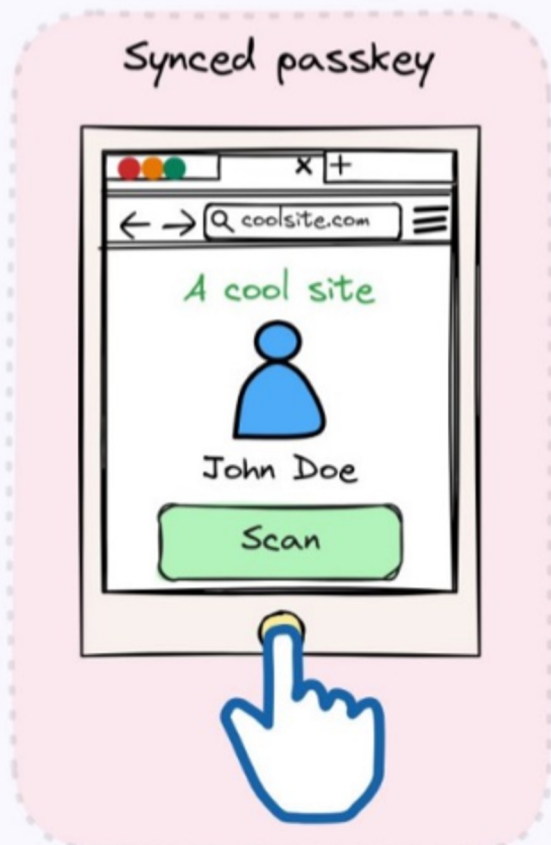 Synced passkey
x +
coolsite.com
A cool site
John Doe
Scan